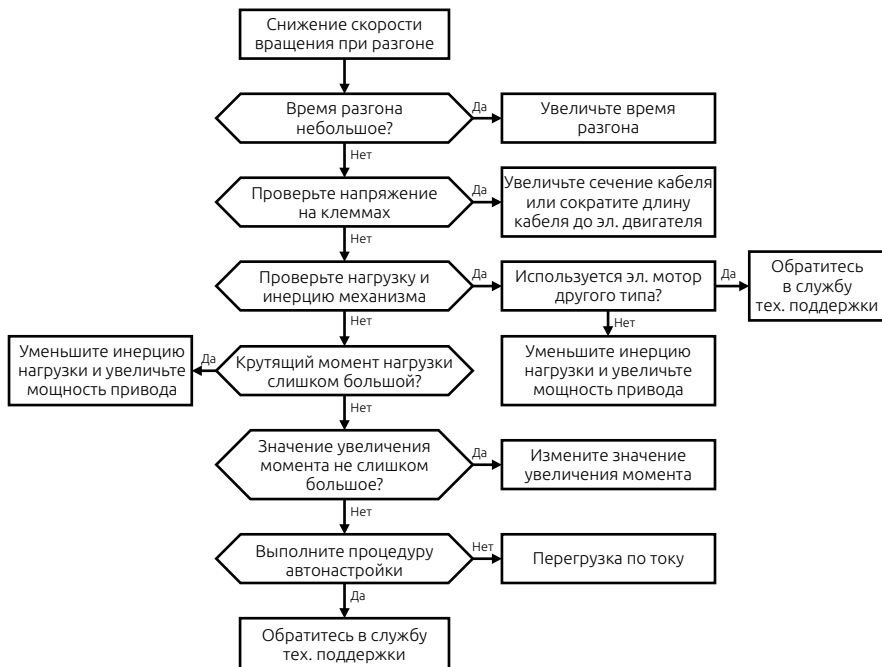 Снижение скорости
вращения при разгоне
Время разгона
небольшое?
Да
Увеличьте время
разгона
Нет
Проверьте напряжение
на клеммах
Да
Увеличьте сечение кабеля
или сократите длину
кабеля до эл. двигателя
Нет
Проверьте нагрузку и
инерцию механизма
Да
Используется эл. мотор
другого типа?
Да
Обратитесь
в службу
тех. поддержки
Нет
Нет
Уменьшите инерцию
нагрузки и увеличьте
мощность привода
Да
Крутящий момент нагрузки
слишком большой?
Уменьшите инерцию
нагрузки и увеличьте
мощность привода
Нет
Значение увеличения
момента не слишком
большое?
Да
Измените значение
увеличения момента
Нет
Выполните процедуру
автонастройки
Нет
Перегрузка по току
Да
Обратитесь в службу
тех. поддержки